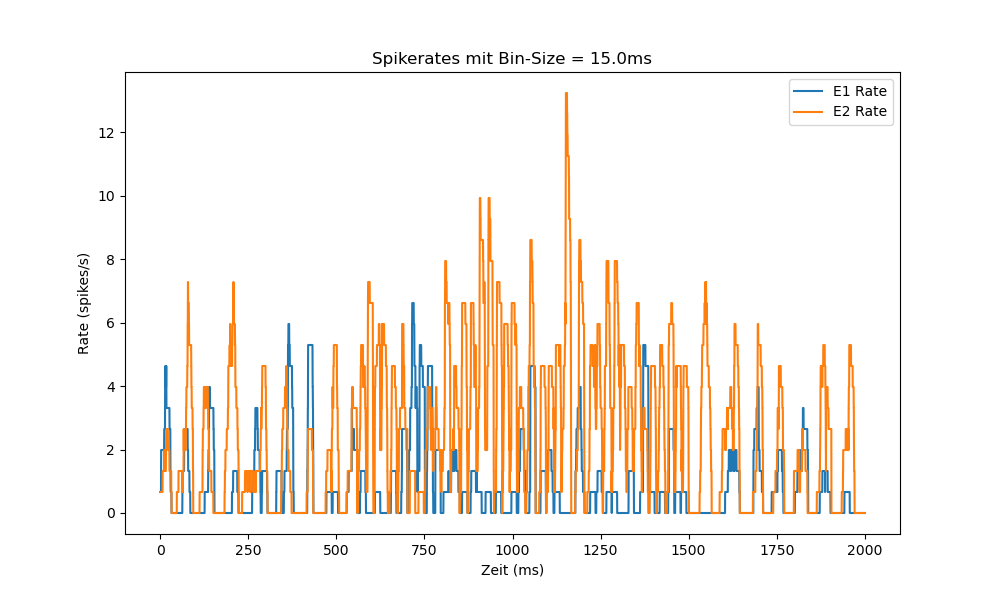 Spikerates mit Bin-Size = 15.0ms
E1 Rate
E2 Rate
Rate (spikes/s)
12
10
8
6
4
2
0
0 250 500 750 1000 1250 1500 1750 2000
Zeit (ms)